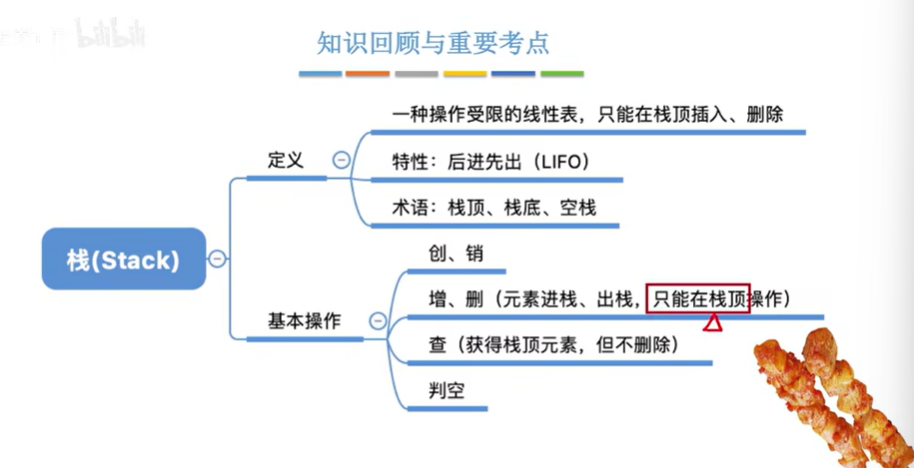 bilibili
知识回顾与重要考点
一种操作受限的线性表，只能在栈顶插入、删除
定义
特性：后进先出（LIFO）
术语：栈顶、栈底、空栈
栈(Stack)
创、销
增、删（元素进栈、出栈，只能在栈顶操作）
基本操作
查（获得栈顶元素，但不删除）
判空